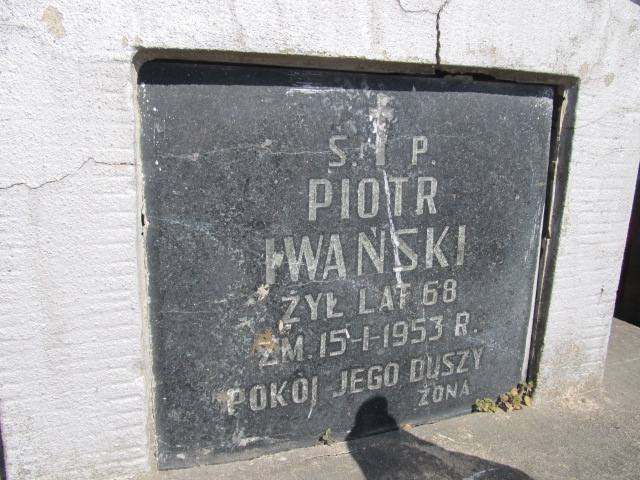 Ś. P.
PIOTR
IWAŃSKI
ŻYŁ LAT 68
ZM. 15-I-1953 R.
POKÓJ JEGO DUSZY
ŻONA